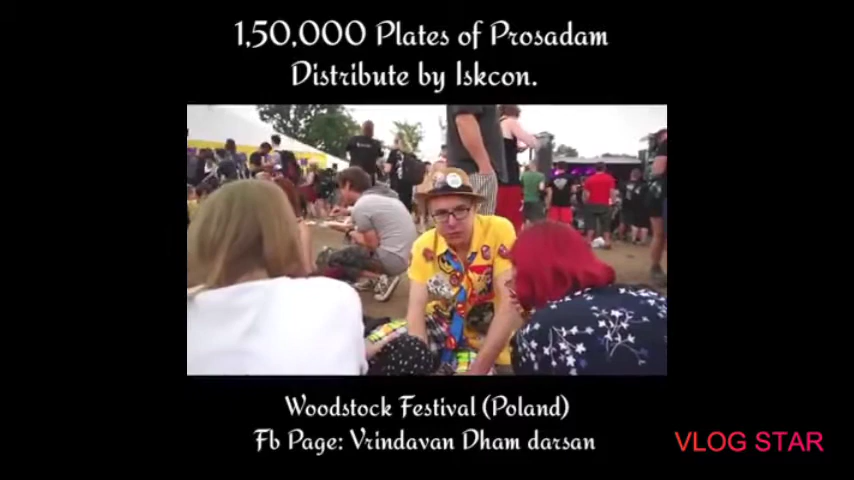 1,50,000 Plates of Prosadam
Distribute by Iskcon.
Woodstock Festival (Poland)
Fb Page: Vrindavan Dham darsan
VLOG STAR